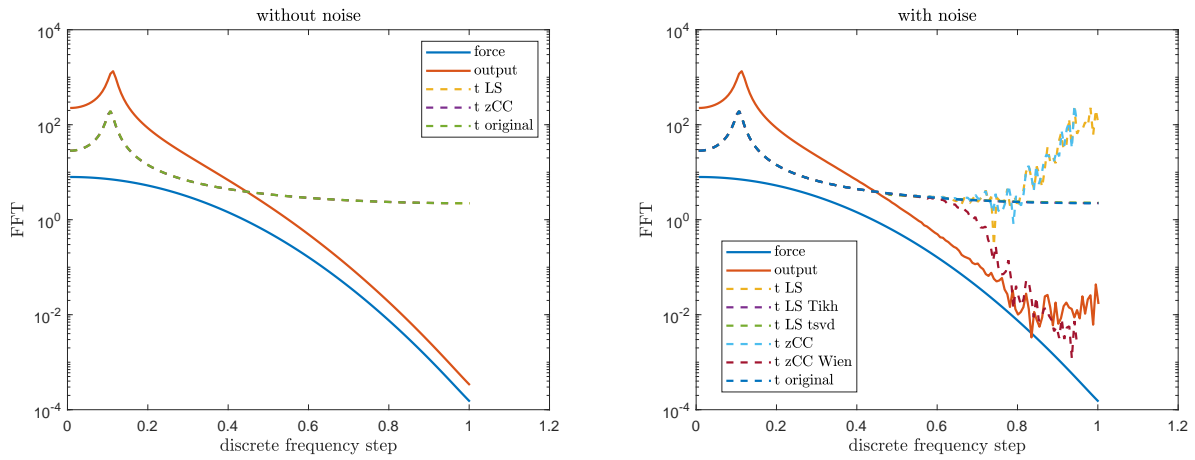 without noise
10^4
10^2
10^0
10^-2
10^-4
FFT
0
0.2
0.4
0.6
0.8
1
1.2
discrete frequency step
force
output
t LS
t zCC
t original
with noise
10^4
10^2
10^0
10^-2
10^-4
FFT
0
0.2
0.4
0.6
0.8
1
1.2
discrete frequency step
force
output
t LS
t LS Tikh
t LS tsvd
t zCC
t zCC Wien
t original